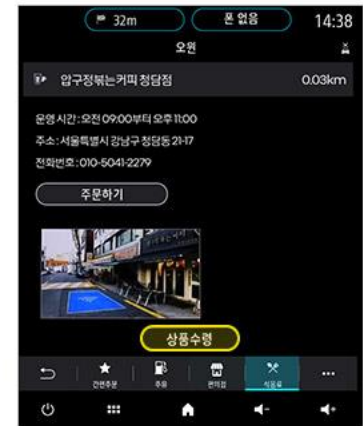 32m 폰 없음 14:38
오윈
압구정볶는커피 청담점 0.03km
운영 시간 : 오전 09:00부터 오후 11:00
주소 : 서울특별시 강남구 청담동 21-17
전화번호 : 010-5041-2279
주문하기
상품수령
간편주문 주유 편의점 식음료